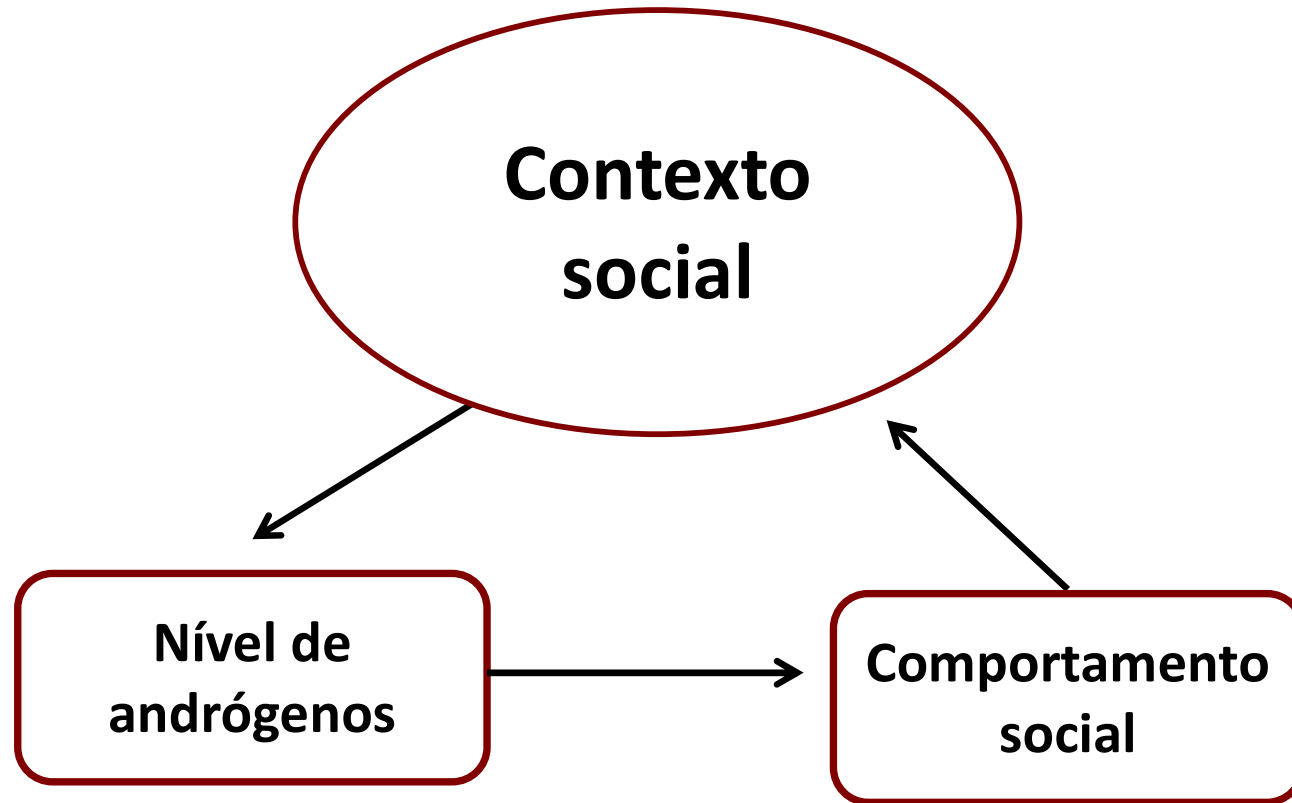 Contexto
social
Nível de
andrógenos
Comportamento
social